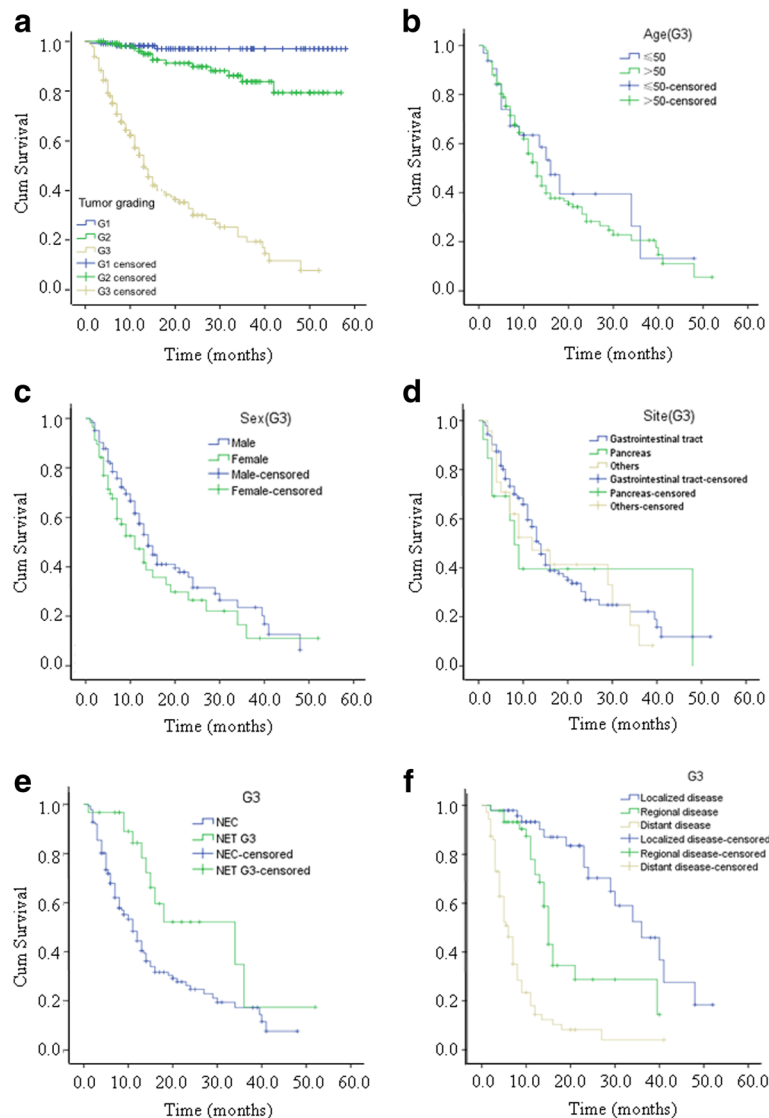 a
1.0
0.8
0.6
0.4
0.2
0.0
Cum Survival
Tumor grading
G1
G2
G3
G1 censored
G2 censored
G3 censored
0.0 10.0 20.0 30.0 40.0 50.0 60.0
Time (months)
b
Age(G3)
≤50
>50
≤50-censored
>50-censored
1.0
0.8
0.6
0.4
0.2
0.0
Cum Survival
0.0 10.0 20.0 30.0 40.0 50.0 60.0
Time (months)
c
Sex(G3)
Male
Female
Male-censored
Female-censored
1.0
0.8
0.6
0.4
0.2
0.0
Cum Survival
0.0 10.0 20.0 30.0 40.0 50.0 60.0
Time (months)
d
Site(G3)
Gastrointestinal tract
Pancreas
Others
Gastrointestinal tract-censored
Pancreas-censored
Others-censored
1.0
0.8
0.6
0.4
0.2
0.0
Cum Survival
0.0 10.0 20.0 30.0 40.0 50.0 60.0
Time (months)
e
G3
NEC
NET G3
NEC-censored
NET G3-censored
1.0
0.8
0.6
0.4
0.2
0.0
Cum Survival
0.0 10.0 20.0 30.0 40.0 50.0 60.0
Time (months)
f
G3
Localized disease
Regional disease
Distant disease
Localized disease-censored
Regional disease-censored
Distant disease-censored
1.0
0.8
0.6
0.4
0.2
0.0
Cum Survival
0.0 10.0 20.0 30.0 40.0 50.0 60.0
Time (months)